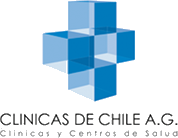 CLINICAS DE CHILE A.G.
Clínicas y Centros de Salud